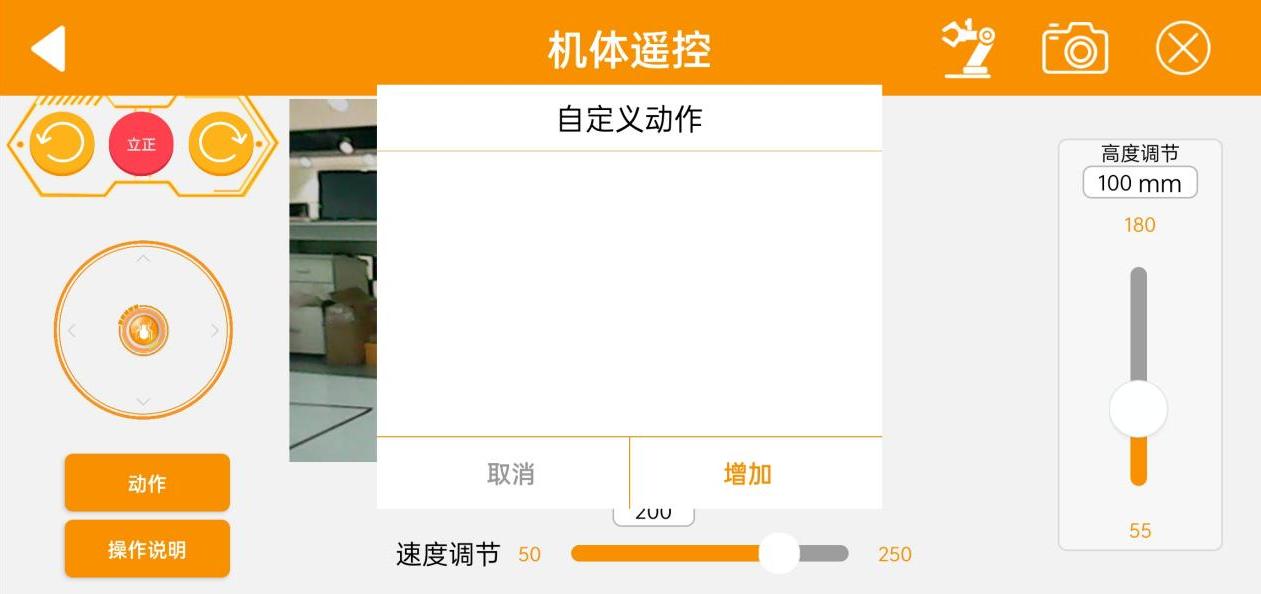 机体遥控
自定义动作
立正
取消
增加
动作
操作说明
200
速度调节 50 250
高度调节
100 mm
180
55